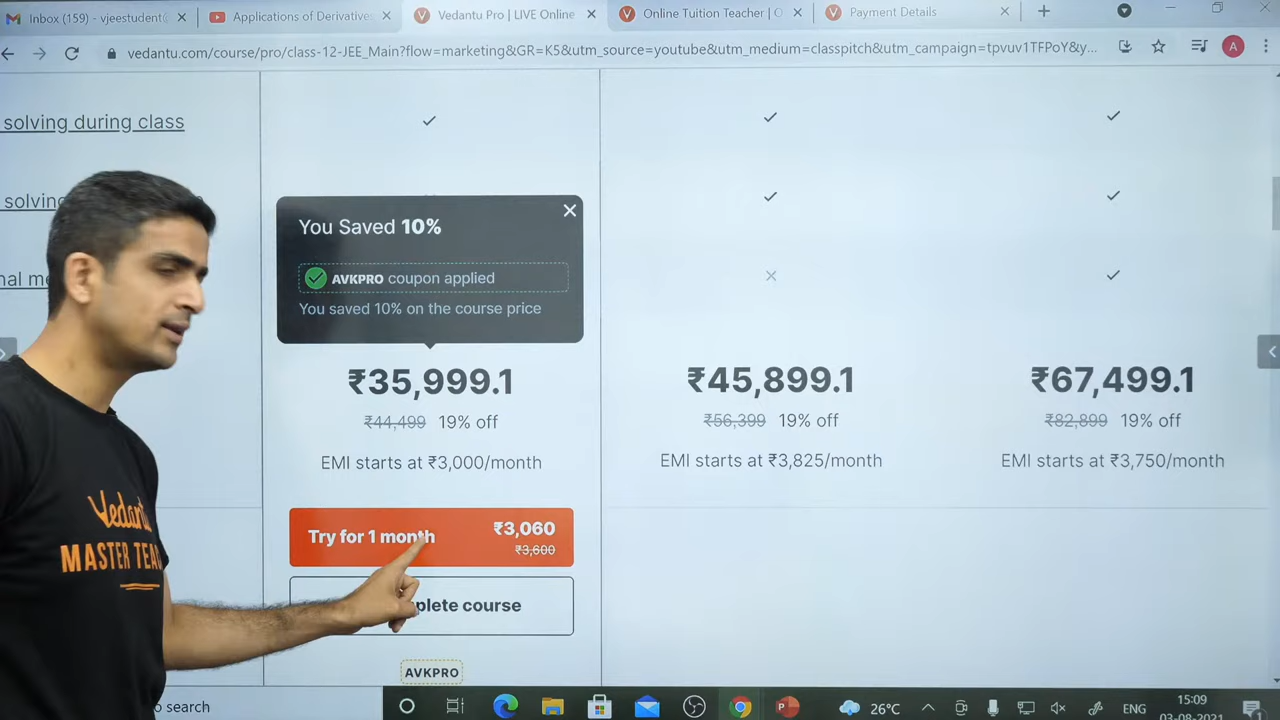 Inbox (159) - vjeestudent@
Applications of Derivatives
Vedantu Pro | LIVE Online
Online Tuition Teacher | O
Payment Details
vedantu.com/course/pro/class-12-JEE_Main?flow=marketing&GR=K5&utm_source=youtube&utm_medium=classpitch&utm_campaign=tpvuv1TFPoY&y...
A
solving during class
solving
nal me
You Saved 10%
AVKPRO coupon applied
You saved 10% on the course price
₹35,999.1
₹44,499 19% off
EMI starts at ₹3,000/month
₹45,899.1
₹56,399 19% off
EMI starts at ₹3,825/month
₹67,499.1
₹82,899 19% off
EMI starts at ₹3,750/month
Try for 1 month
₹3,060
₹3,600
plete course
AVKPRO
Vedantu
MASTER TEA
o search
26°C
ENG
15:09
03-08-2021